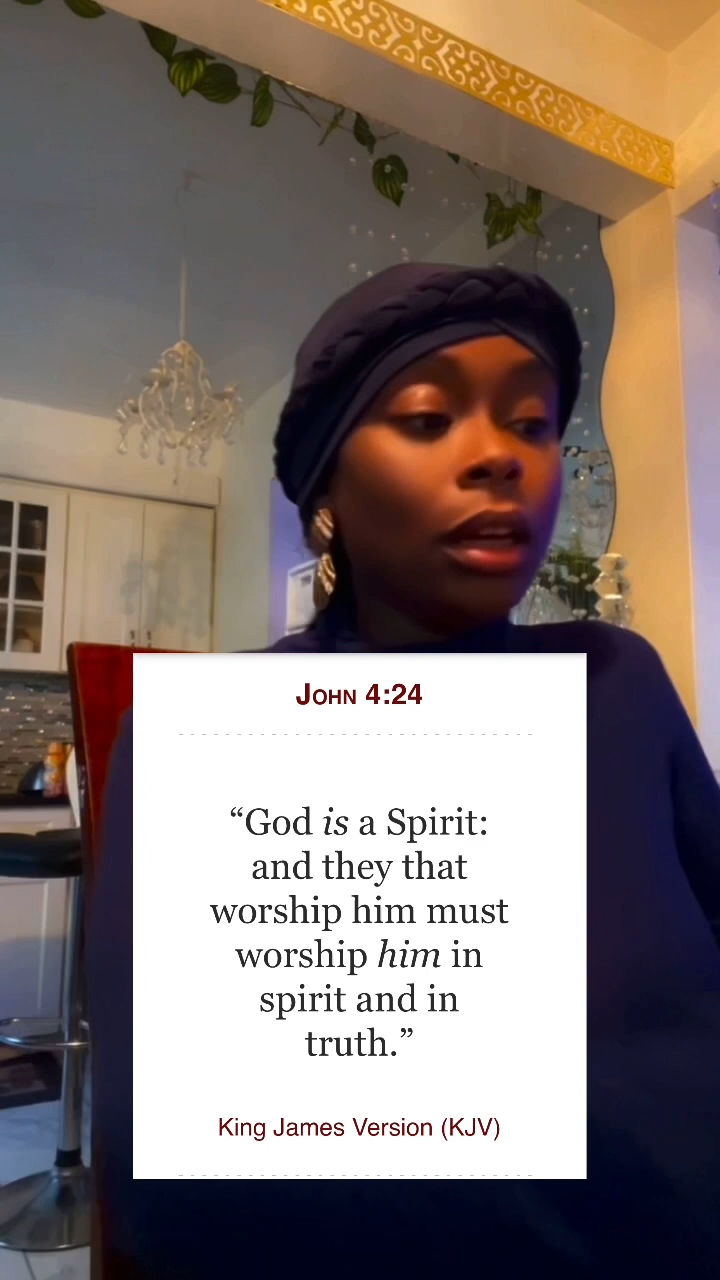 John 4:24
“God is a Spirit:
and they that
worship him must
worship him in
spirit and in
truth.”
King James Version (KJV)